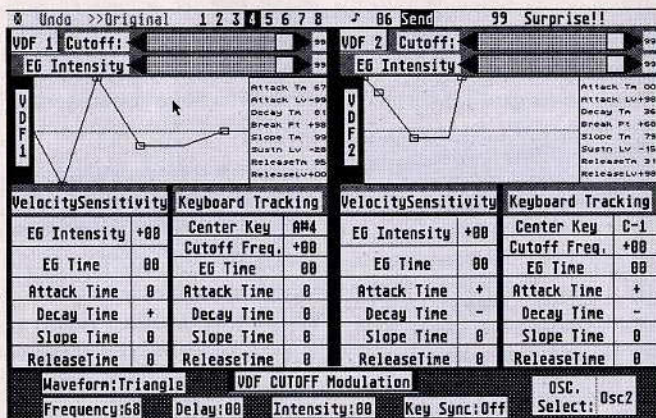 Undo >>Original 1 2 3 4 5 6 7 8 ♪ 06 Send 99 Surprise!!
VDF 1 Cutoff: 99
EG Intensity 99
VDF1
Attack Tm 67
Attack Lv-99
Decay Tm 81
Break Pt +98
Slope Tm 99
Sustn Lv -28
ReleaseTm 95
ReleaseLv+00
VelocitySensitivity
EG Intensity +00
EG Time 00
Attack Time 0
Decay Time +
Slope Time 0
ReleaseTime 0
Keyboard Tracking
Center Key A#4
Cutoff Freq. +00
EG Time 00
Attack Time 0
Decay Time 0
Slope Time 0
ReleaseTime 0
VDF 2 Cutoff: 99
EG Intensity 99
VDF2
Attack Tm 00
Attack Lv+98
Decay Tm 36
Break Pt +68
Slope Tm 79
Sustn Lv -15
ReleaseTm 31
ReleaseLv+98
VelocitySensitivity
EG Intensity +00
EG Time 00
Attack Time +
Decay Time -
Slope Time 0
ReleaseTime 0
Keyboard Tracking
Center Key C-1
Cutoff Freq. +00
EG Time 00
Attack Time +
Decay Time -
Slope Time 0
ReleaseTime 0
Waveform:Triangle VDF CUTOFF Modulation
Frequency:68 Delay:00 Intensity:00 Key Sync:Off
OSC. Select: Osc2